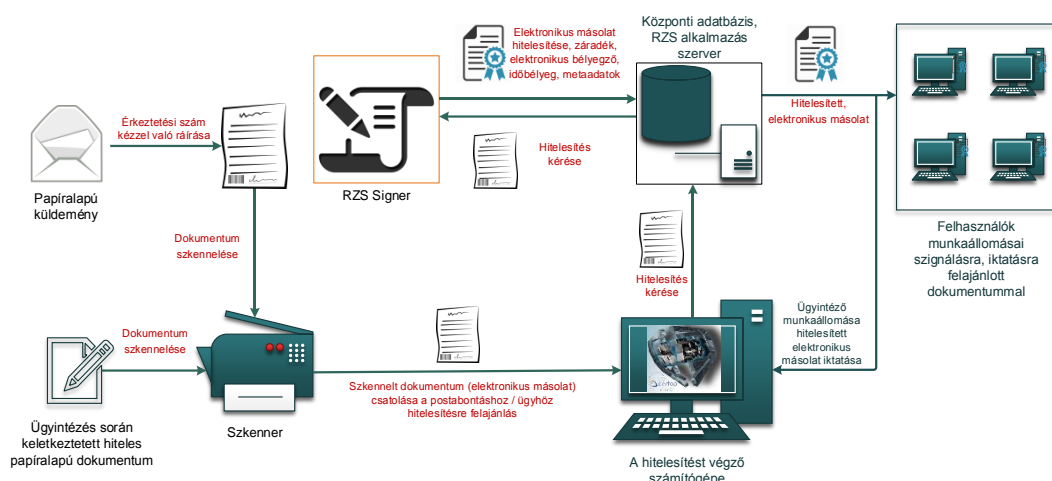 Elektronikus másolat
hitelesítése, záradék,
elektronikus bélyegző,
időbélyeg, metaadatok
Központi adatbázis,
RZS alkalmazás
szerver
Érkeztetési szám
kézzel való ráírása
Hitelesített,
elektronikus másolat
Hitelesítés
kérése
Papíralapú
küldemény
RZS Signer
Dokumentum
szkennelése
Felhasználók
munkaállomásai
szignálásra, iktatásra
felajánlott
dokumentummal
Hitelesítés
kérése
Ügyintéző
munkaállomása
hitelesített
elektronikus
másolat iktatása
Dokumentum
szkennelése
Szkennelt dokumentum (elektronikus másolat)
csatolása a postabontáshoz / ügyhöz
hitelesítésre felajánlás
Ügyintézés során
keletkeztetett hiteles
papíralapú dokumentum
Szkenner
A hitelesítést végző
számítógépe